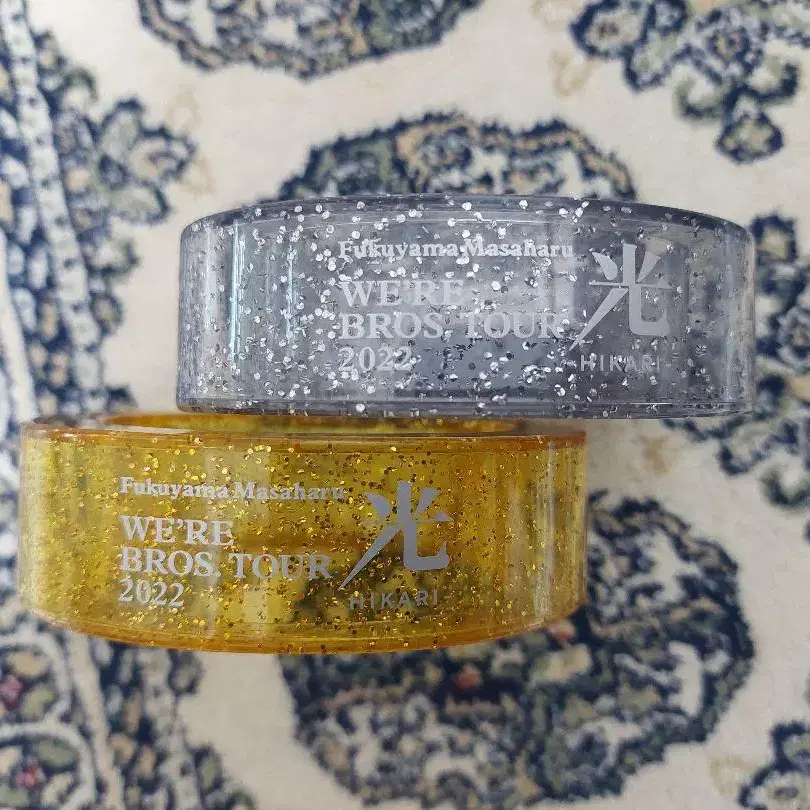 Fukuyama Masaharu
WE'RE
BROS. TOUR
2022
光
HIKARI
Fukuyama Masaharu
WE'RE
BROS. TOUR
2022
光
HIKARI